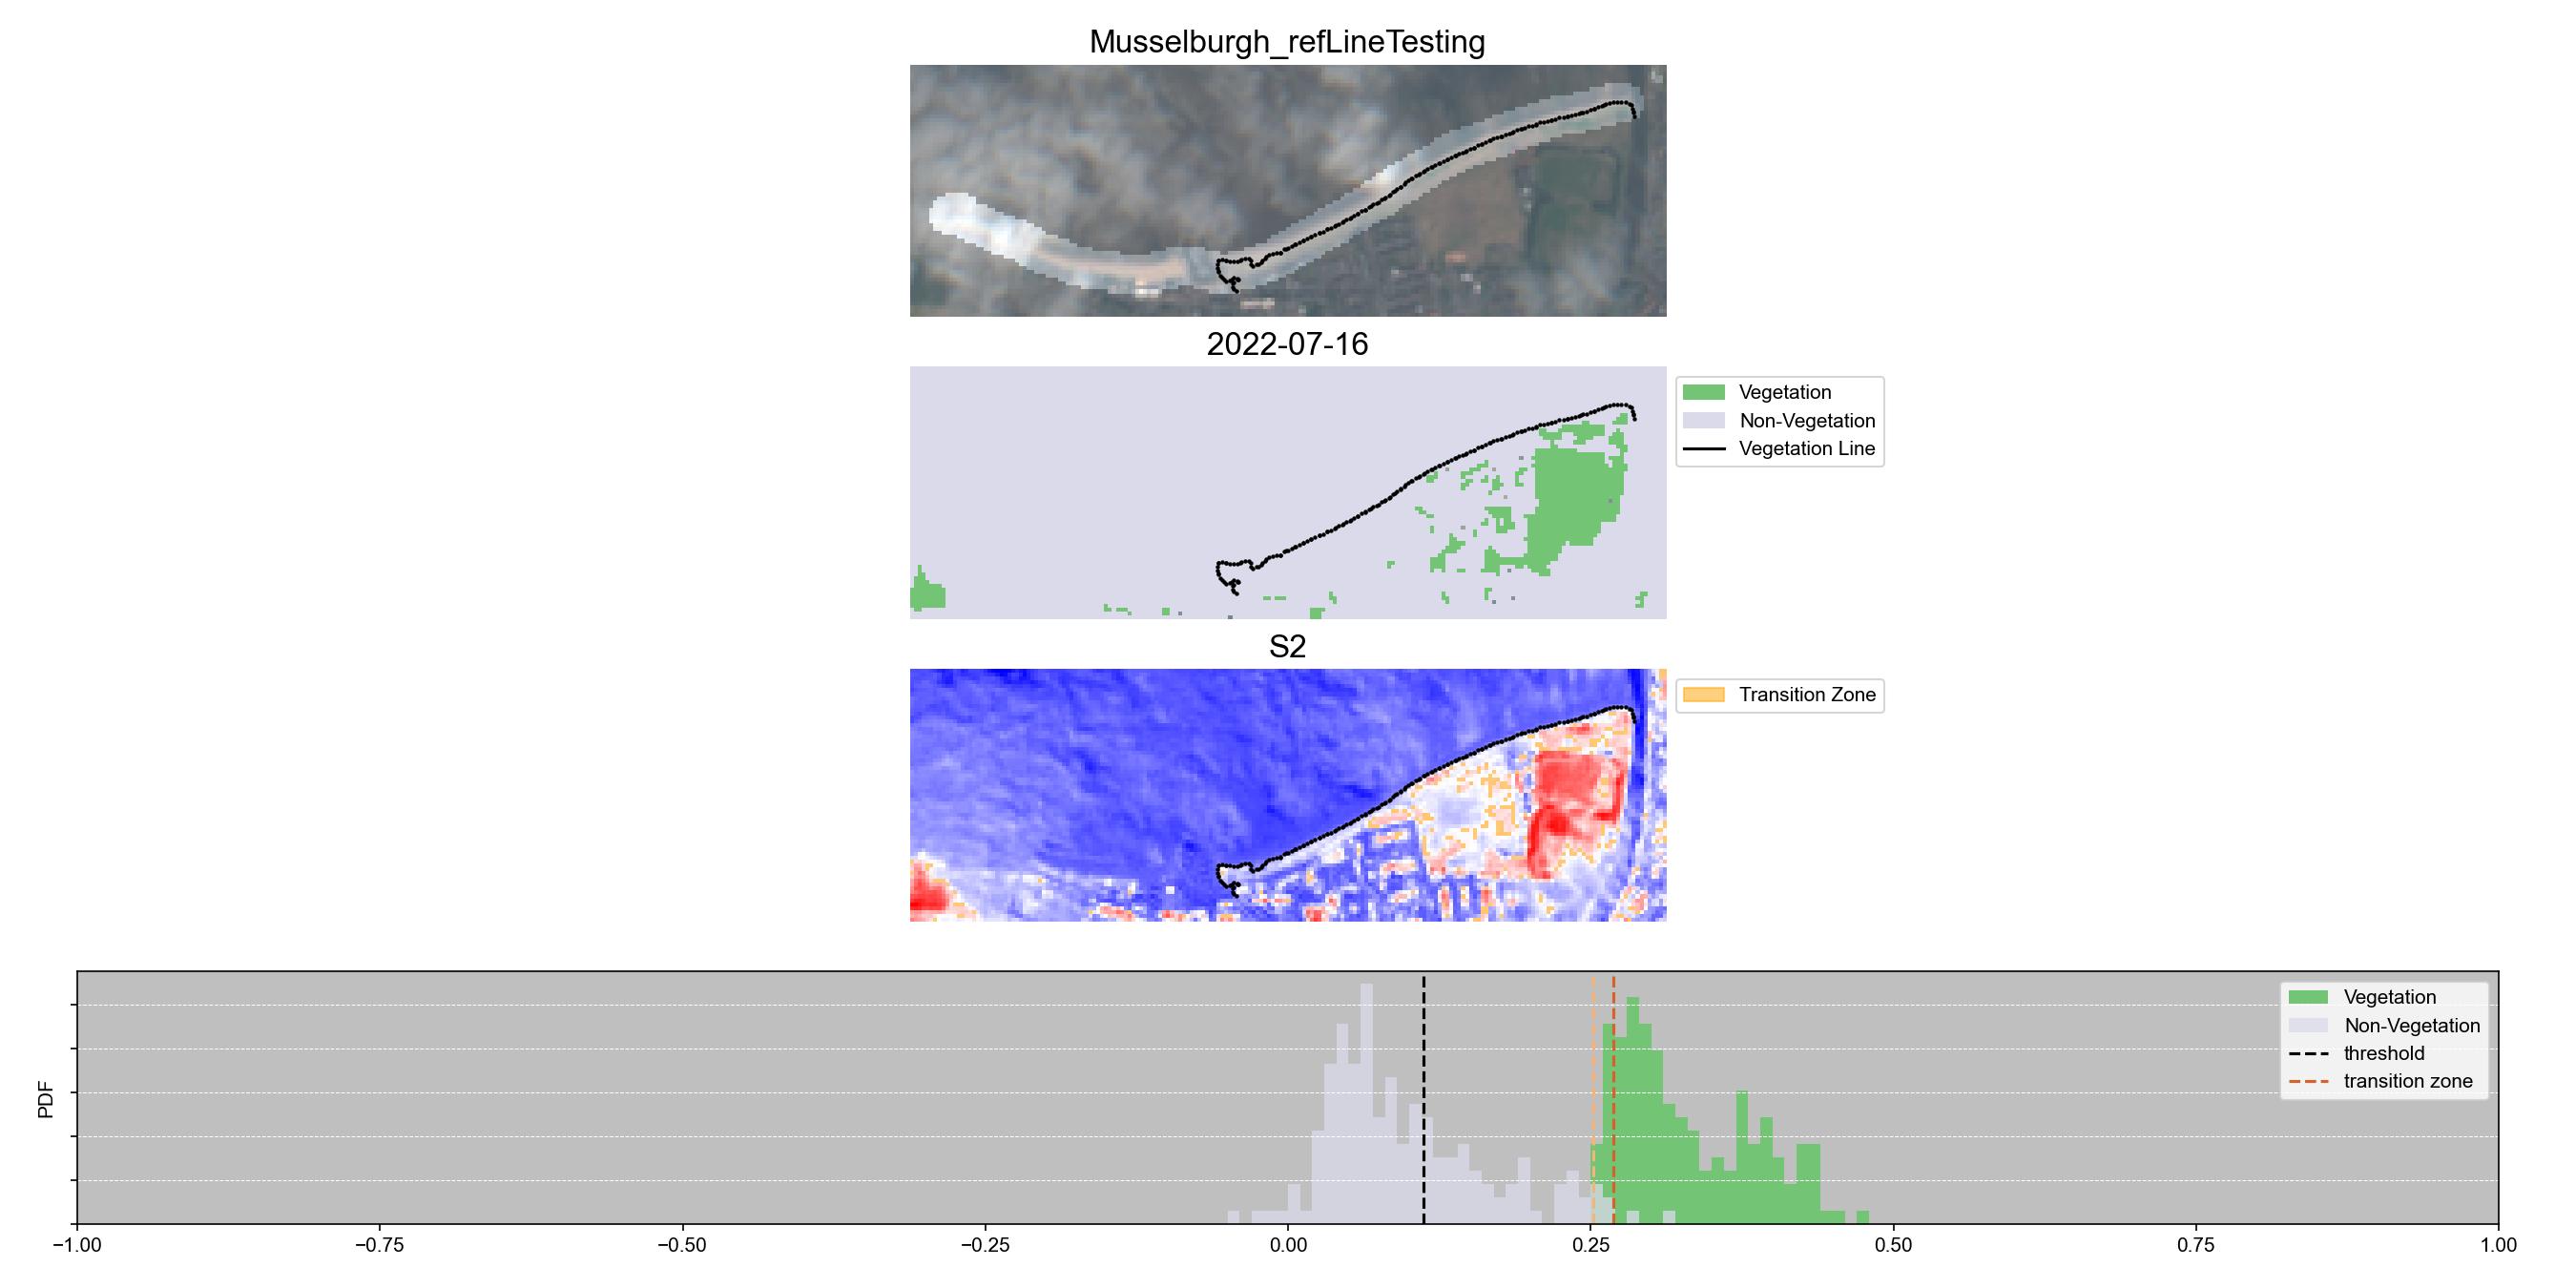 Musselburgh_refLineTesting
2022-07-16
Vegetation
Non-Vegetation
Vegetation Line
S2
Transition Zone
PDF
Vegetation
Non-Vegetation
threshold
transition zone
−1.00 −0.75 −0.50 −0.25 0.00 0.25 0.50 0.75 1.00